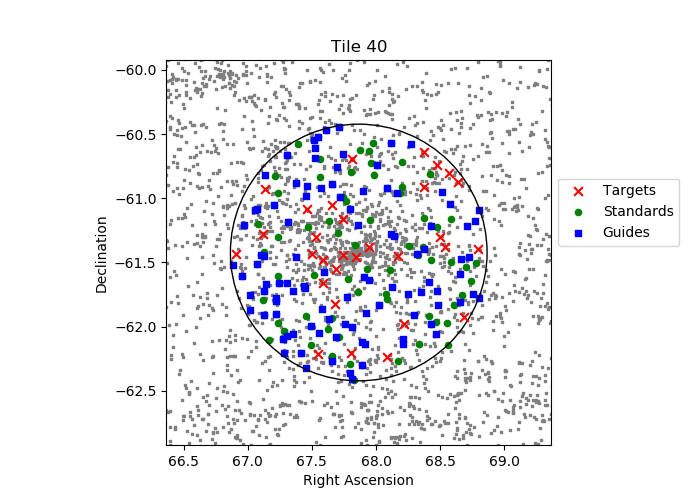 Tile 40
−60.0
−60.5
−61.0
−61.5
−62.0
−62.5
Declination
66.5 67.0 67.5 68.0 68.5 69.0
Right Ascension
Targets
Standards
Guides